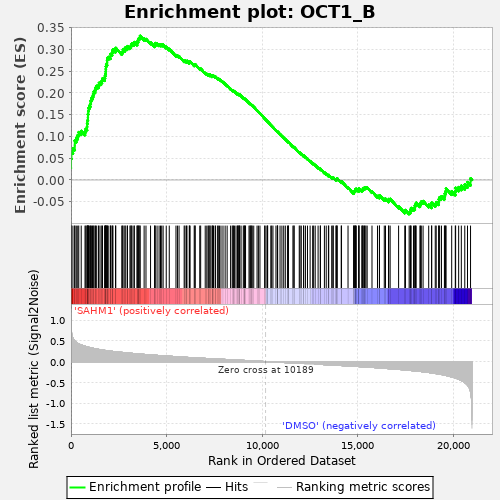 Enrichment plot: OCT1_B
Enrichment score (ES)
0.35
0.30
0.25
0.20
0.15
0.10
0.05
0.00
-0.05
'SAHM1' (positively correlated)
Ranked list metric (Signal2Noise)
1.0
0.5
0.0
-0.5
-1.0
-1.5
Zero cross at 10189
'DMSO' (negatively correlated)
0
5,000
10,000
15,000
20,000
Rank in Ordered Dataset
Enrichment profile
Hits
Ranking metric scores